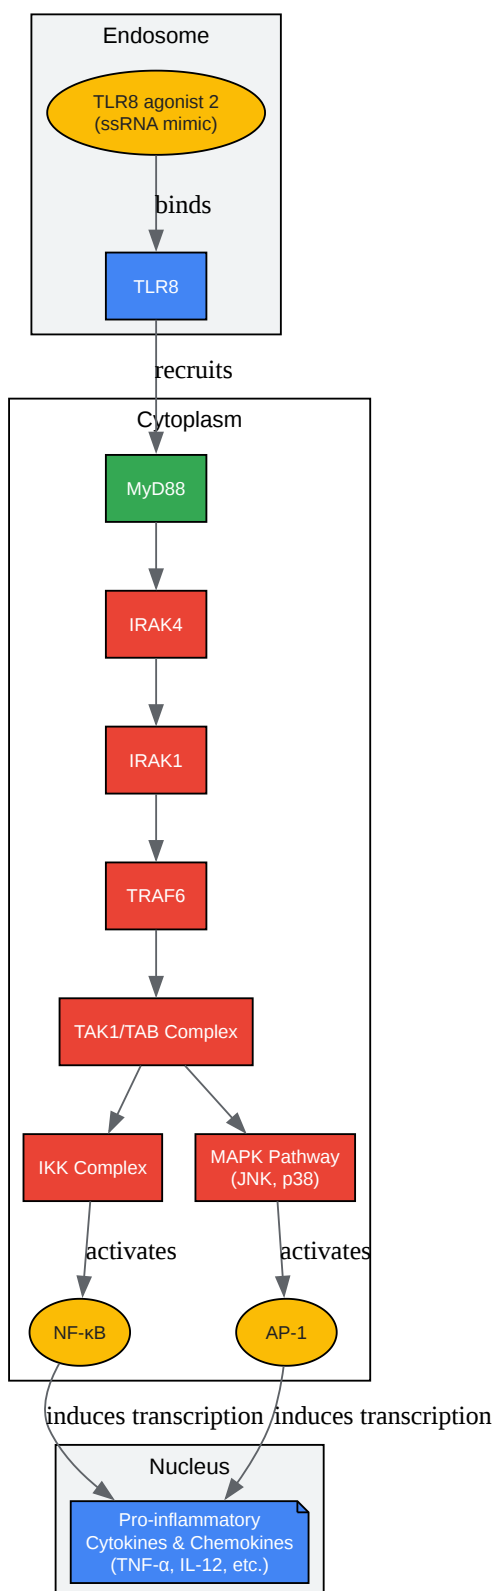 Endosome
TLR8 agonist 2
(ssRNA mimic)
binds
TLR8
recruits
Cytoplasm
MyD88
IRAK4
IRAK1
TRAF6
TAK1/TAB Complex
IKK Complex
MAPK Pathway
(JNK, p38)
activates
activates
NF-κB
AP-1
induces transcription
induces transcription
Nucleus
Pro-inflammatory
Cytokines & Chemokines
(TNF-α, IL-12, etc.)